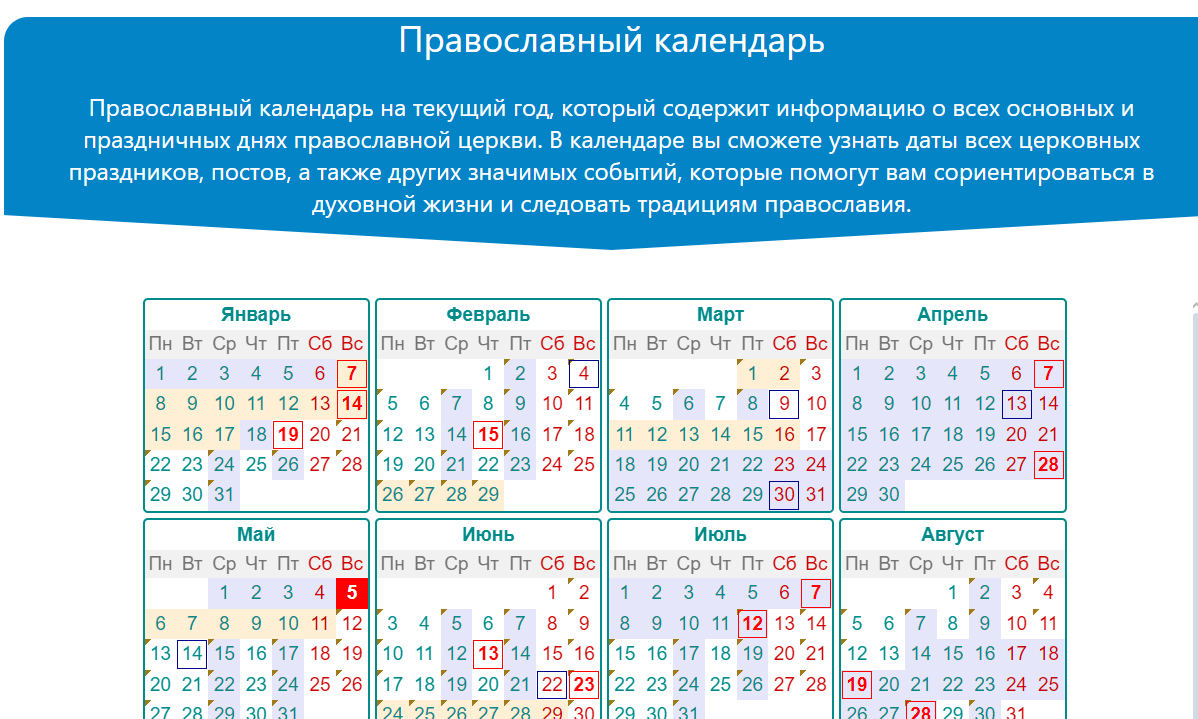 Православный календарь
Православный календарь на текущий год, который содержит информацию о всех основных и
праздничных днях православной церкви. В календаре вы сможете узнать даты всех церковных
праздников, постов, а также других значимых событий, которые помогут вам сориентироваться в
духовной жизни и следовать традициям православия.
Январь
Пн Вт Ср Чт Пт Сб Вс
1 2 3 4 5 6 7
8 9 10 11 12 13 14
15 16 17 18 19 20 21
22 23 24 25 26 27 28
29 30 31
Февраль
Пн Вт Ср Чт Пт Сб Вс
1 2 3 4
5 6 7 8 9 10 11
12 13 14 15 16 17 18
19 20 21 22 23 24 25
26 27 28 29
Март
Пн Вт Ср Чт Пт Сб Вс
1 2 3
4 5 6 7 8 9 10
11 12 13 14 15 16 17
18 19 20 21 22 23 24
25 26 27 28 29 30 31
Апрель
Пн Вт Ср Чт Пт Сб Вс
1 2 3 4 5 6 7
8 9 10 11 12 13 14
15 16 17 18 19 20 21
22 23 24 25 26 27 28
29 30
Май
Пн Вт Ср Чт Пт Сб Вс
1 2 3 4 5
6 7 8 9 10 11 12
13 14 15 16 17 18 19
20 21 22 23 24 25 26
27 28 29 30 31
Июнь
Пн Вт Ср Чт Пт Сб Вс
1 2
3 4 5 6 7 8 9
10 11 12 13 14 15 16
17 18 19 20 21 22 23
24 25 26 27 28 29 30
Июль
Пн Вт Ср Чт Пт Сб Вс
1 2 3 4 5 6 7
8 9 10 11 12 13 14
15 16 17 18 19 20 21
22 23 24 25 26 27 28
29 30 31
Август
Пн Вт Ср Чт Пт Сб Вс
1 2 3 4
5 6 7 8 9 10 11
12 13 14 15 16 17 18
19 20 21 22 23 24 25
26 27 28 29 30 31